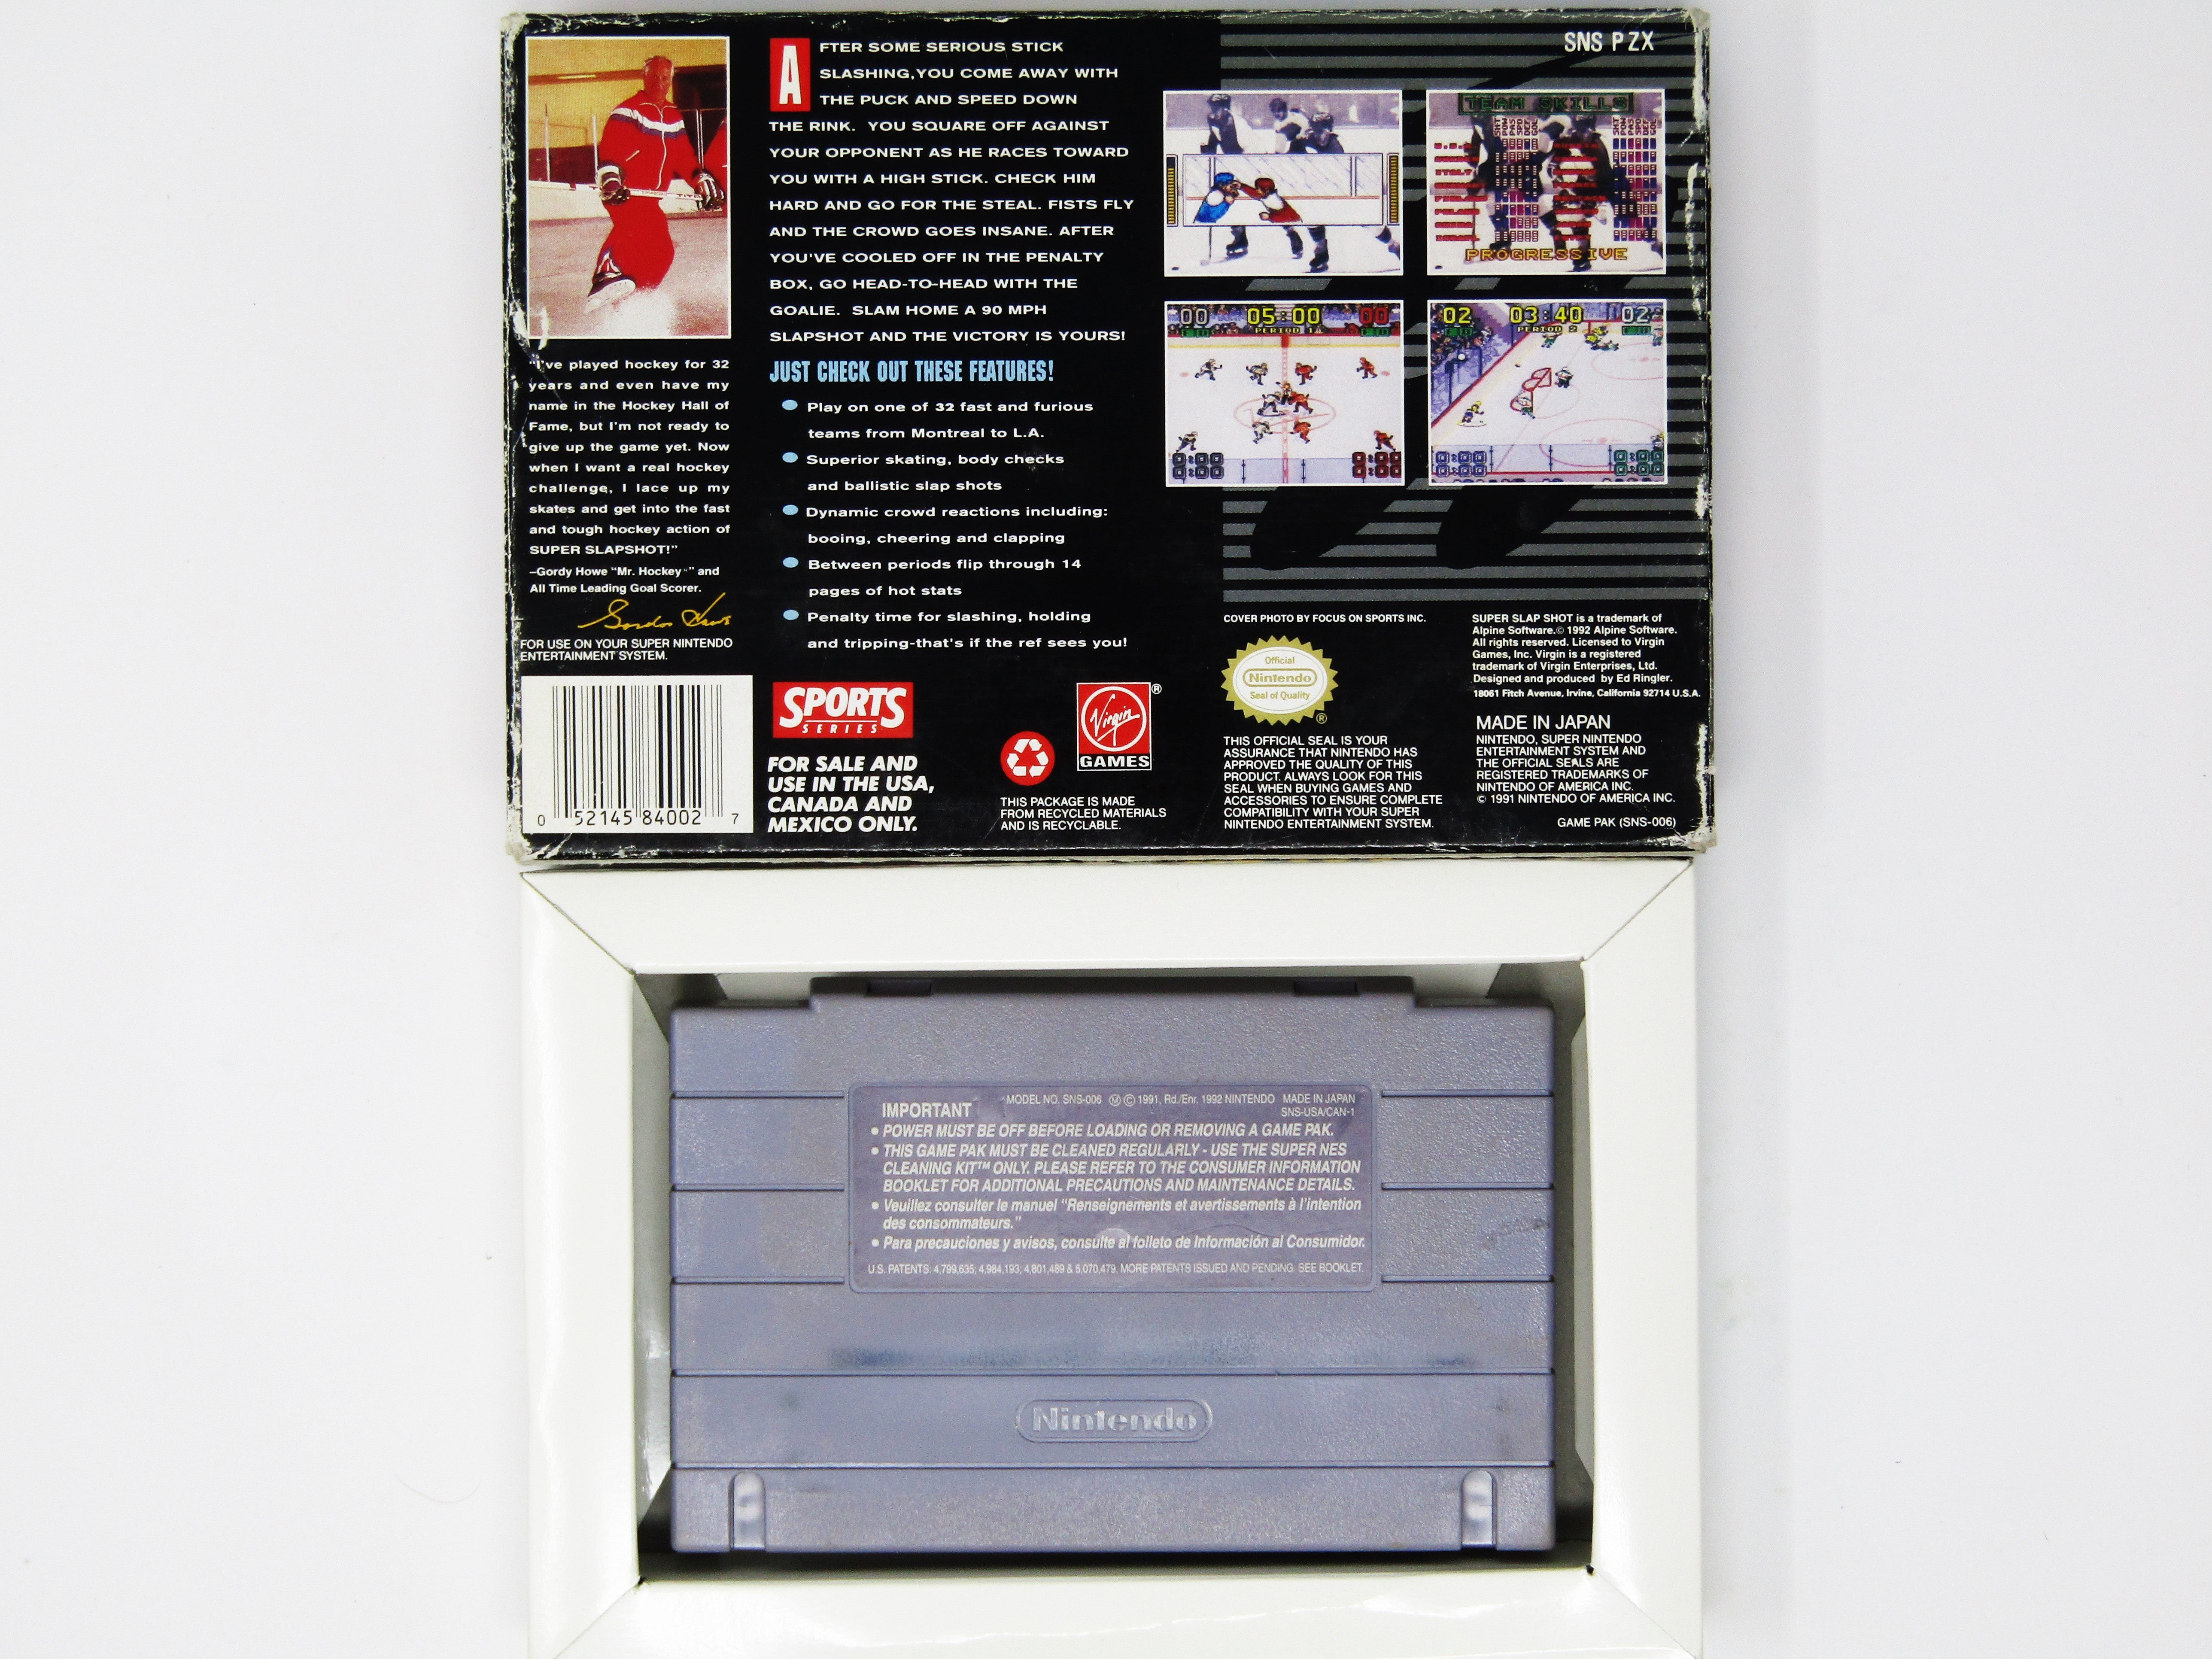 SNS P ZX
AFTER SOME SERIOUS STICK
SLASHING,YOU COME AWAY WITH
THE PUCK AND SPEED DOWN
THE RINK. YOU SQUARE OFF AGAINST
YOUR OPPONENT AS HE RACES TOWARD
YOU WITH A HIGH STICK. CHECK HIM
HARD AND GO FOR THE STEAL. FISTS FLY
AND THE CROWD GOES INSANE. AFTER
YOU'VE COOLED OFF IN THE PENALTY
BOX, GO HEAD-TO-HEAD WITH THE
GOALIE. SLAM HOME A 90 MPH
SLAPSHOT AND THE VICTORY IS YOURS!
"I've played hockey for 32
years and even have my
name in the Hockey Hall of
Fame, but I'm not ready to
give up the game yet. Now
when I want a real hockey
challenge, I lace up my
skates and get into the fast
and tough hockey action of
SUPER SLAPSHOT!"
–Gordy Howe "Mr. Hockey™" and
All Time Leading Goal Scorer.
FOR USE ON YOUR SUPER NINTENDO
ENTERTAINMENT SYSTEM.
0 52145 84002 7
JUST CHECK OUT THESE FEATURES!
Play on one of 32 fast and furious
teams from Montreal to L.A.
Superior skating, body checks
and ballistic slap shots
Dynamic crowd reactions including:
booing, cheering and clapping
Between periods flip through 14
pages of hot stats
Penalty time for slashing, holding
and tripping-that's if the ref sees you!
SPORTS
SERIES
FOR SALE AND
USE IN THE USA,
CANADA AND
MEXICO ONLY.
Virgin ®
GAMES
THIS PACKAGE IS MADE
FROM RECYCLED MATERIALS
AND IS RECYCLABLE.
TEAM SKILLS
PROGRESSIVE
00 05:00 00
PERIOD 1
02 03:40 02
PERIOD 2
COVER PHOTO BY FOCUS ON SPORTS INC.
Official
Nintendo
Seal of Quality
®
THIS OFFICIAL SEAL IS YOUR
ASSURANCE THAT NINTENDO HAS
APPROVED THE QUALITY OF THIS
PRODUCT. ALWAYS LOOK FOR THIS
SEAL WHEN BUYING GAMES AND
ACCESSORIES TO ENSURE COMPLETE
COMPATIBILITY WITH YOUR SUPER
NINTENDO ENTERTAINMENT SYSTEM.
SUPER SLAP SHOT is a trademark of
Alpine Software.© 1992 Alpine Software.
All rights reserved. Licensed to Virgin
Games, Inc. Virgin is a registered
trademark of Virgin Enterprises, Ltd.
Designed and produced by Ed Ringler.
18061 Fitch Avenue, Irvine, California 92714 U.S.A.
MADE IN JAPAN
NINTENDO, SUPER NINTENDO
ENTERTAINMENT SYSTEM AND
THE OFFICIAL SEALS ARE
REGISTERED TRADEMARKS OF
NINTENDO OF AMERICA INC.
© 1991 NINTENDO OF AMERICA INC.
GAME PAK (SNS-006)
IMPORTANT
MODEL NO. SNS-006 Ⓜ © 1991, Rd./Enr. 1992 NINTENDO MADE IN JAPAN
SNS-USA/CAN-1
• POWER MUST BE OFF BEFORE LOADING OR REMOVING A GAME PAK.
• THIS GAME PAK MUST BE CLEANED REGULARLY - USE THE SUPER NES
CLEANING KIT™ ONLY. PLEASE REFER TO THE CONSUMER INFORMATION
BOOKLET FOR ADDITIONAL PRECAUTIONS AND MAINTENANCE DETAILS.
• Veuillez consulter le manuel "Renseignements et avertissements à l'intention
des consommateurs."
• Para precauciones y avisos, consulte al folleto de Información al Consumidor.
U.S. PATENTS: 4,799,635; 4,984,193; 4,801,489 & 5,070,479. MORE PATENTS ISSUED AND PENDING. SEE BOOKLET.
Nintendo